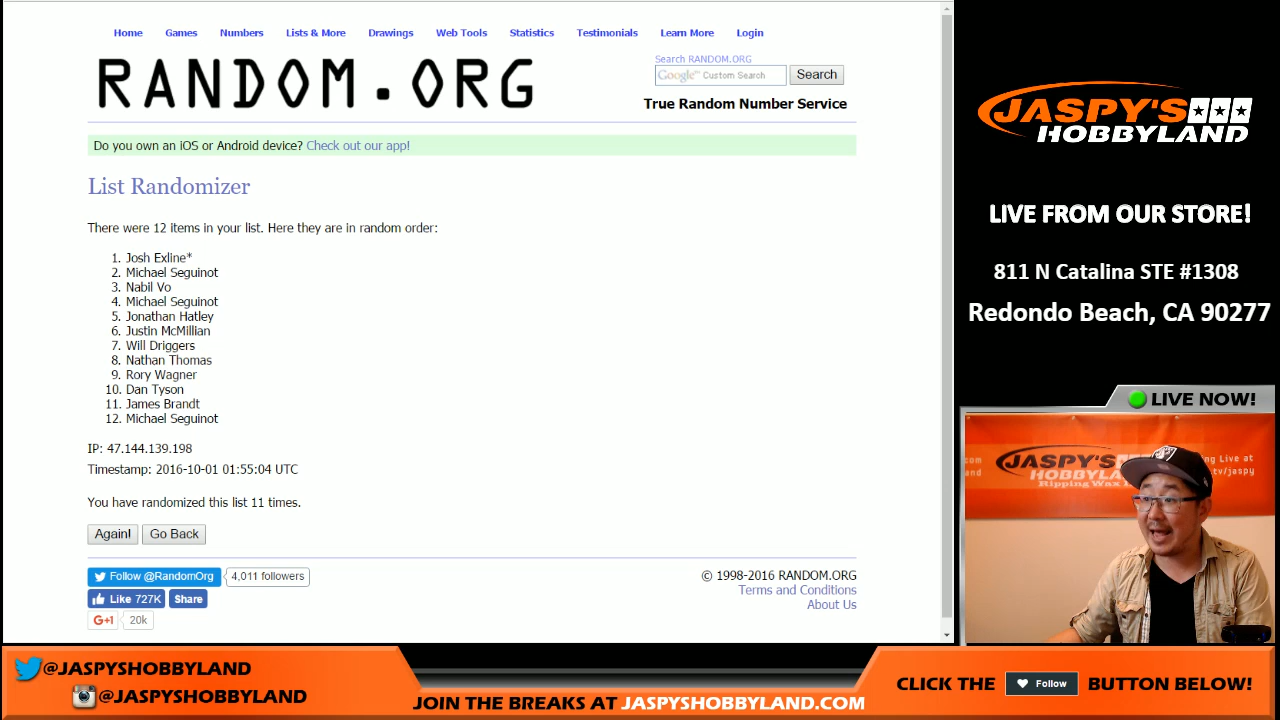 Home Games Numbers Lists & More Drawings Web Tools Statistics Testimonials Learn More Login
RANDOM.ORG
Search RANDOM.ORG
Google™ Custom Search Search
True Random Number Service
Do you own an iOS or Android device? Check out our app!
List Randomizer
There were 12 items in your list. Here they are in random order:
1. Josh Exline*
2. Michael Seguinot
3. Nabil Vo
4. Michael Seguinot
5. Jonathan Hatley
6. Justin McMillian
7. Will Driggers
8. Nathan Thomas
9. Rory Wagner
10. Dan Tyson
11. James Brandt
12. Michael Seguinot
IP: 47.144.139.198
Timestamp: 2016-10-01 01:55:04 UTC
You have randomized this list 11 times.
Again! Go Back
Follow @RandomOrg 4,011 followers
Like 727K Share
G+1 20k
© 1998-2016 RANDOM.ORG
Terms and Conditions
About Us
JASPY'S
HOBBYLAND
LIVE FROM OUR STORE!
811 N Catalina STE #1308
Redondo Beach, CA 90277
LIVE NOW!
JASPY'S
HOBBYLAND
Ripping Wax
ng Live at
tv/jaspy
@JASPYSHOBBYLAND
@JASPYSHOBBYLAND
JOIN THE BREAKS AT JASPYSHOBBYLAND.COM
CLICK THE Follow BUTTON BELOW!